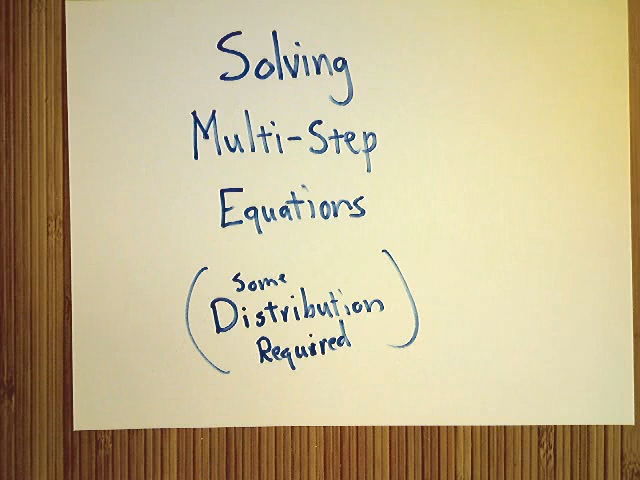 Solving
Multi-Step
Equations
(Some
Distribution
Required)